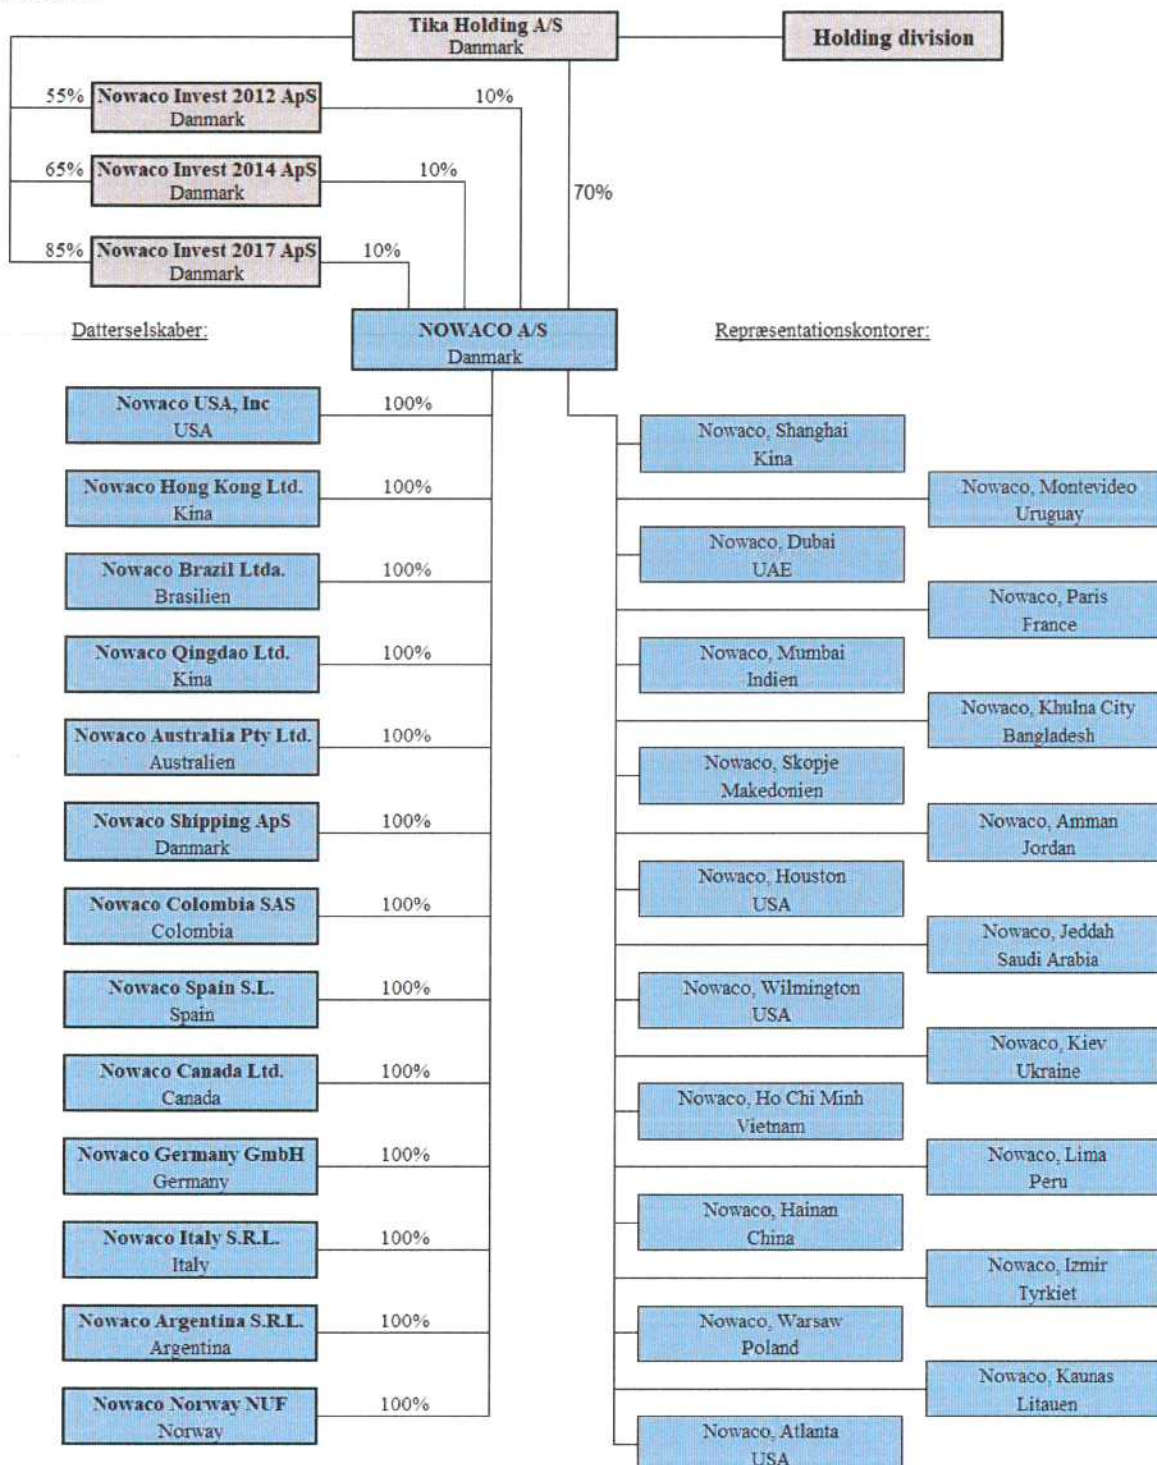 Tika Holding A/S
Danmark
Holding division
55%
Nowaco Invest 2012 ApS
Danmark
10%
65%
Nowaco Invest 2014 ApS
Danmark
10%
70%
85%
Nowaco Invest 2017 ApS
Danmark
10%
Datterselskaber:
NOWACO A/S
Danmark
Repræsentationskontorer:
Nowaco USA, Inc
USA
100%
Nowaco Hong Kong Ltd.
Kina
100%
Nowaco Brazil Ltda.
Brasilien
100%
Nowaco Qingdao Ltd.
Kina
100%
Nowaco Australia Pty Ltd.
Australien
100%
Nowaco Shipping ApS
Danmark
100%
Nowaco Colombia SAS
Colombia
100%
Nowaco Spain S.L.
Spain
100%
Nowaco Canada Ltd.
Canada
100%
Nowaco Germany GmbH
Germany
100%
Nowaco Italy S.R.L.
Italy
100%
Nowaco Argentina S.R.L.
Argentina
100%
Nowaco Norway NUF
Norway
100%
Nowaco, Shanghai
Kina
Nowaco, Montevideo
Uruguay
Nowaco, Dubai
UAE
Nowaco, Paris
France
Nowaco, Mumbai
Indien
Nowaco, Khulna City
Bangladesh
Nowaco, Skopje
Makedonien
Nowaco, Amman
Jordan
Nowaco, Houston
USA
Nowaco, Jeddah
Saudi Arabia
Nowaco, Wilmington
USA
Nowaco, Kiev
Ukraine
Nowaco, Ho Chi Minh
Vietnam
Nowaco, Lima
Peru
Nowaco, Hainan
China
Nowaco, Izmir
Tyrkiet
Nowaco, Warsaw
Poland
Nowaco, Kaunas
Litauen
Nowaco, Atlanta
USA